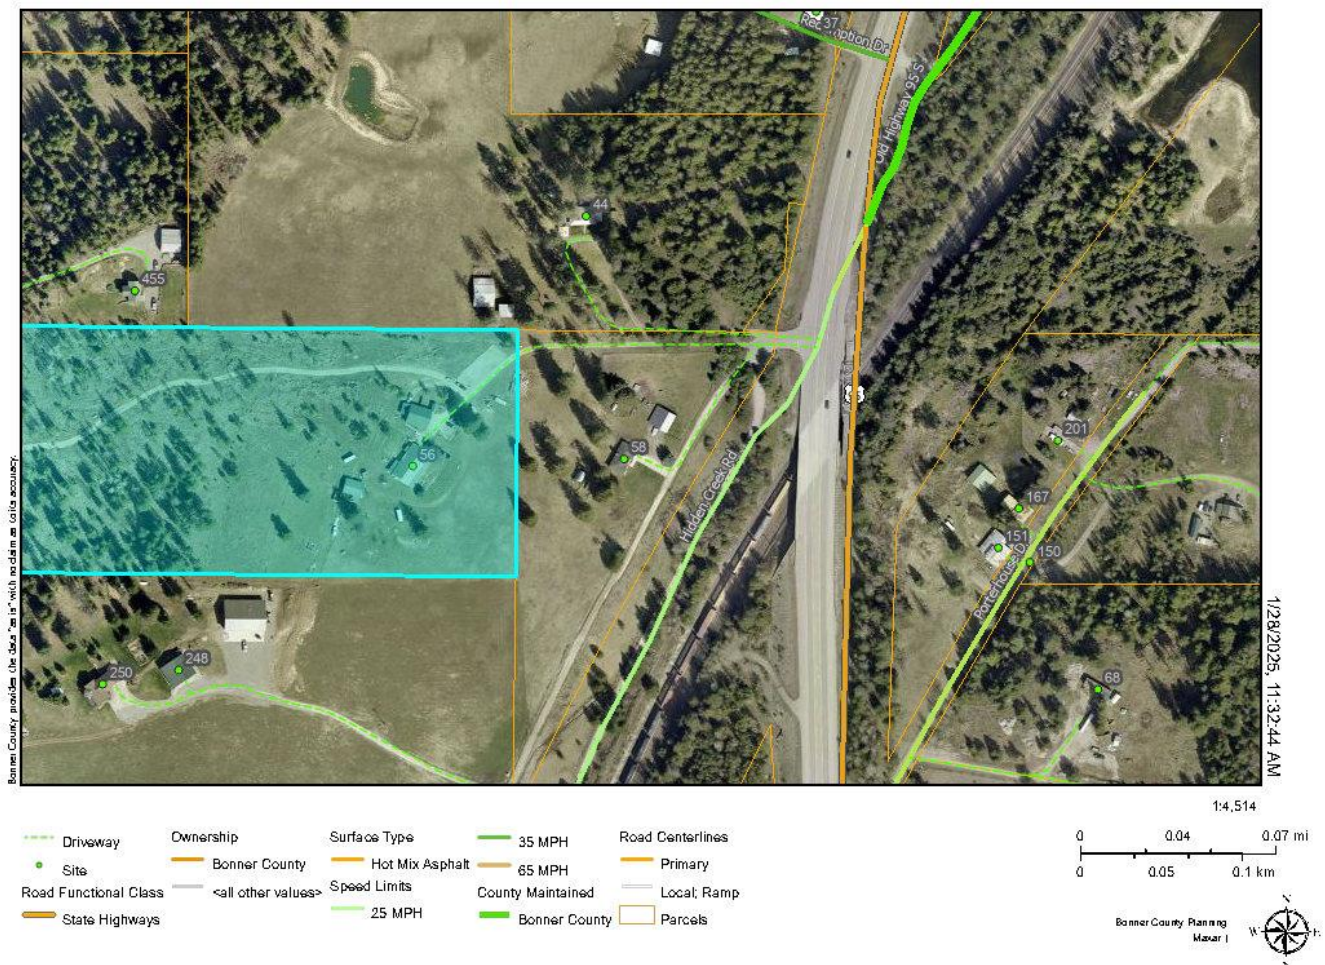 37
Redemption Dr
Old Highway 95 S
44
455
58
56
Hidden Creek Rd
201
167
151
150
Porterhouse Dr
68
248
250
Bonner County provides the data "as is" with no claim as to its accuracy.
1/28/2025, 11:32:44 AM
1:4,514
0 0.04 0.07 mi
0 0.05 0.1 km
Driveway
Site
Road Functional Class
State Highways
Ownership
Bonner County
<all other values>
Surface Type
Hot Mix Asphalt
Speed Limits
25 MPH
35 MPH
65 MPH
County Maintained
Bonner County
Road Centerlines
Primary
Local; Ramp
Parcels
Bonner County Planning
Maxar |
N
W E